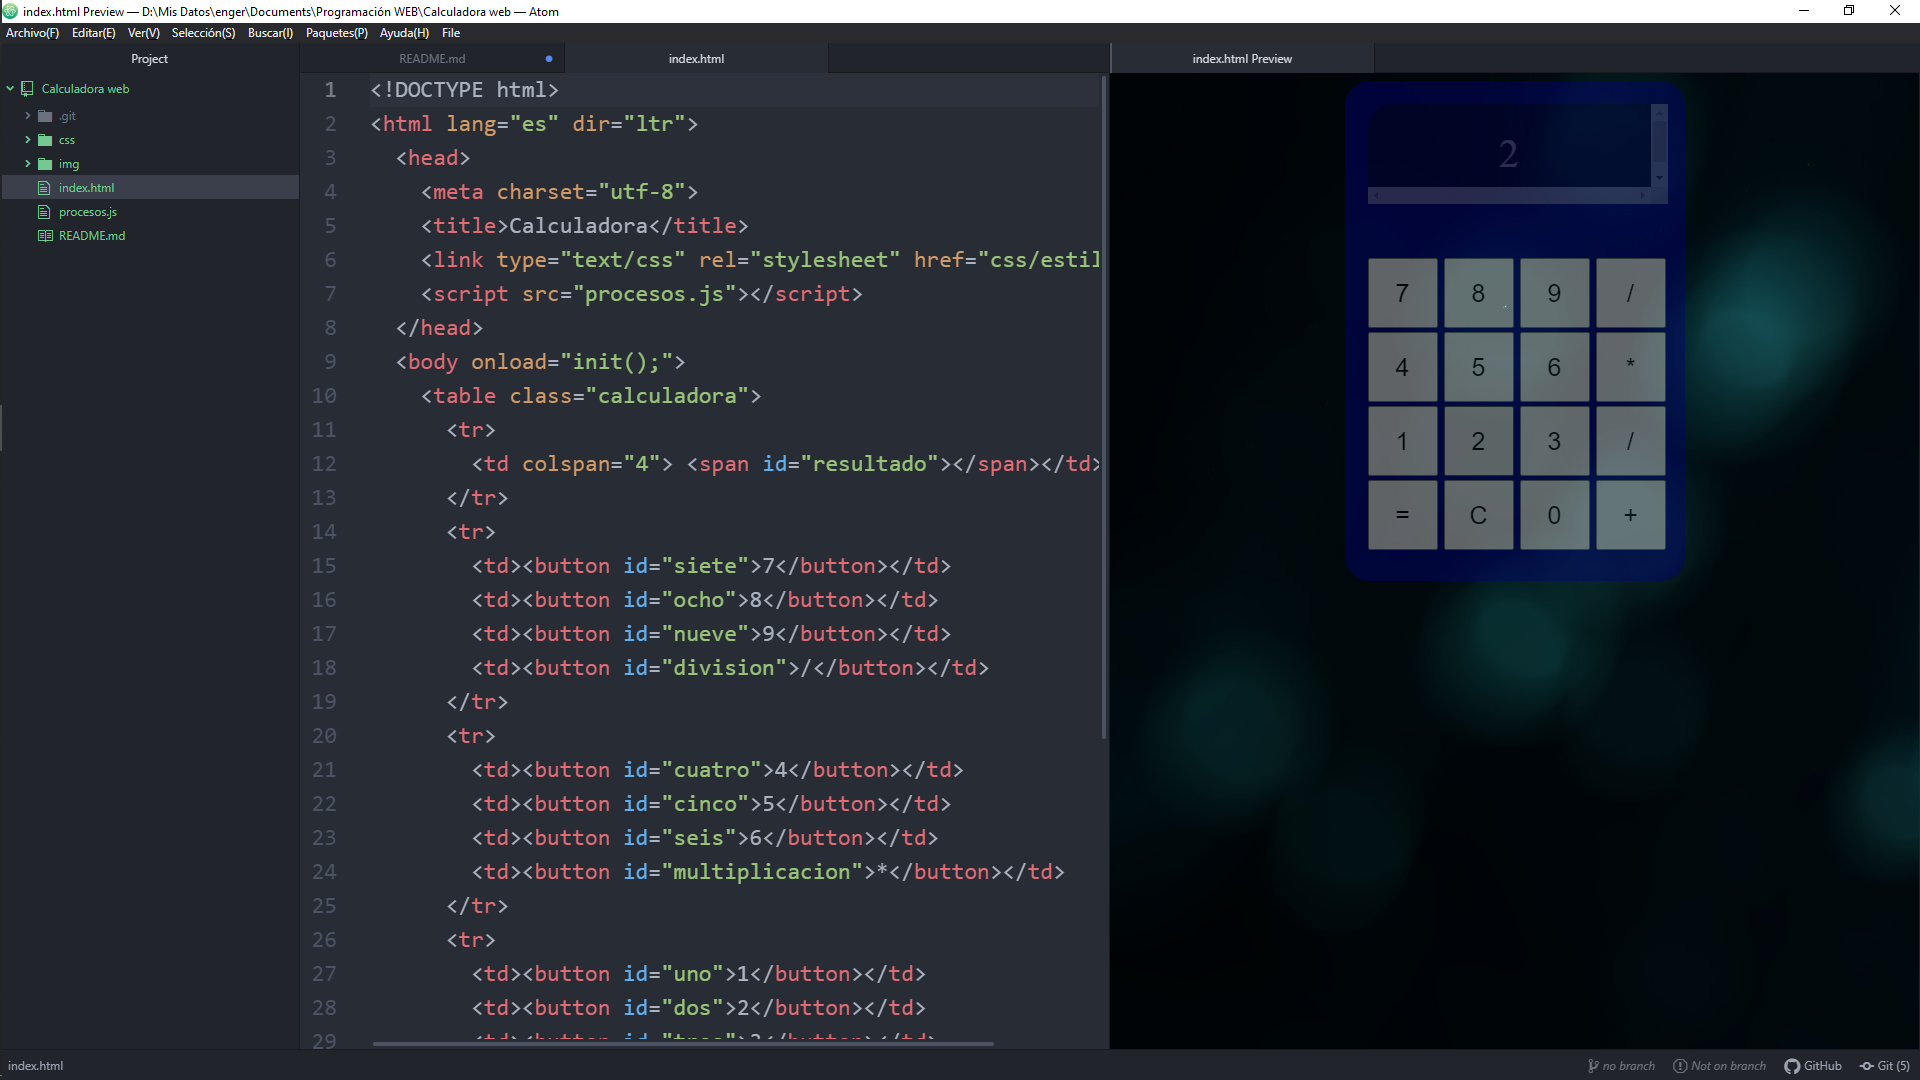 index.html Preview — D:\Mis Datos\enger\Documents\Programación WEB\Calculadora web — Atom
Archivo(F) Editar(E) Ver(V) Selección(S) Buscar(I) Paquetes(P) Ayuda(H) File
Project
Calculadora web
.git
css
img
index.html
procesos.js
README.md
README.md index.html
1 <!DOCTYPE html>
2 <html lang="es" dir="ltr">
3 <head>
4 <meta charset="utf-8">
5 <title>Calculadora</title>
6 <link type="text/css" rel="stylesheet" href="css/estil
7 <script src="procesos.js"></script>
8 </head>
9 <body onload="init();">
10 <table class="calculadora">
11 <tr>
12 <td colspan="4"> <span id="resultado"></span></td>
13 </tr>
14 <tr>
15 <td><button id="siete">7</button></td>
16 <td><button id="ocho">8</button></td>
17 <td><button id="nueve">9</button></td>
18 <td><button id="division">/</button></td>
19 </tr>
20 <tr>
21 <td><button id="cuatro">4</button></td>
22 <td><button id="cinco">5</button></td>
23 <td><button id="seis">6</button></td>
24 <td><button id="multiplicacion">*</button></td>
25 </tr>
26 <tr>
27 <td><button id="uno">1</button></td>
28 <td><button id="dos">2</button></td>
29 <td><button id="tres">3</button></td>
index.html Preview
2
7 8 9 /
4 5 6 *
1 2 3 /
= C 0 +
index.html
no branch Not on branch GitHub Git (5)